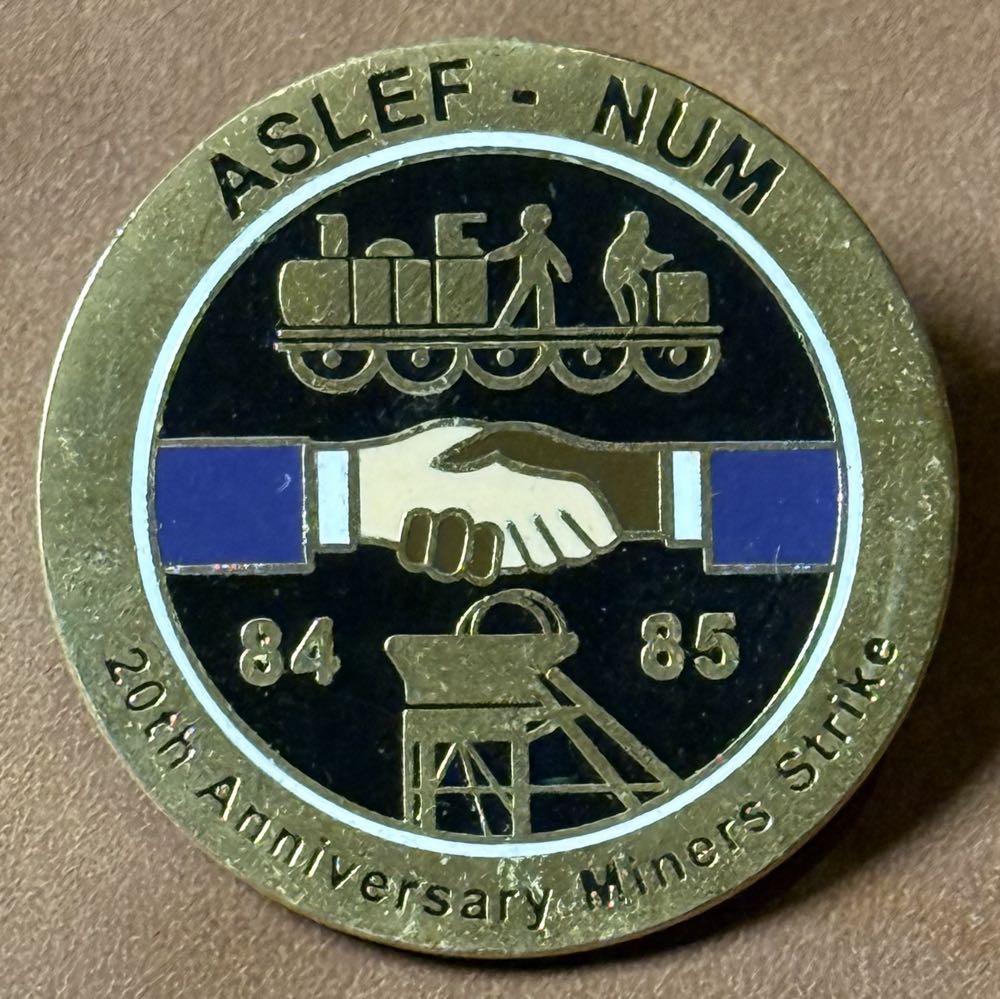 ASLEF - NUM
84 85
20th Anniversary Miners Strike